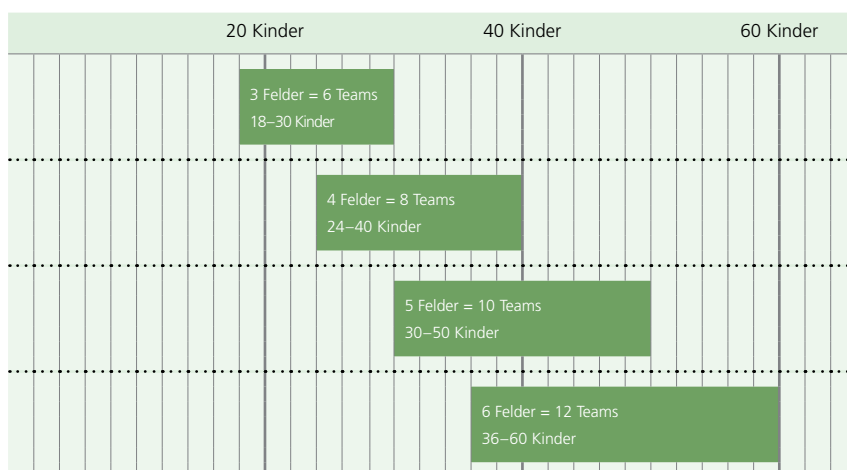 20 Kinder 40 Kinder 60 Kinder
3 Felder = 6 Teams
18–30 Kinder
4 Felder = 8 Teams
24–40 Kinder
5 Felder = 10 Teams
30–50 Kinder
6 Felder = 12 Teams
36–60 Kinder